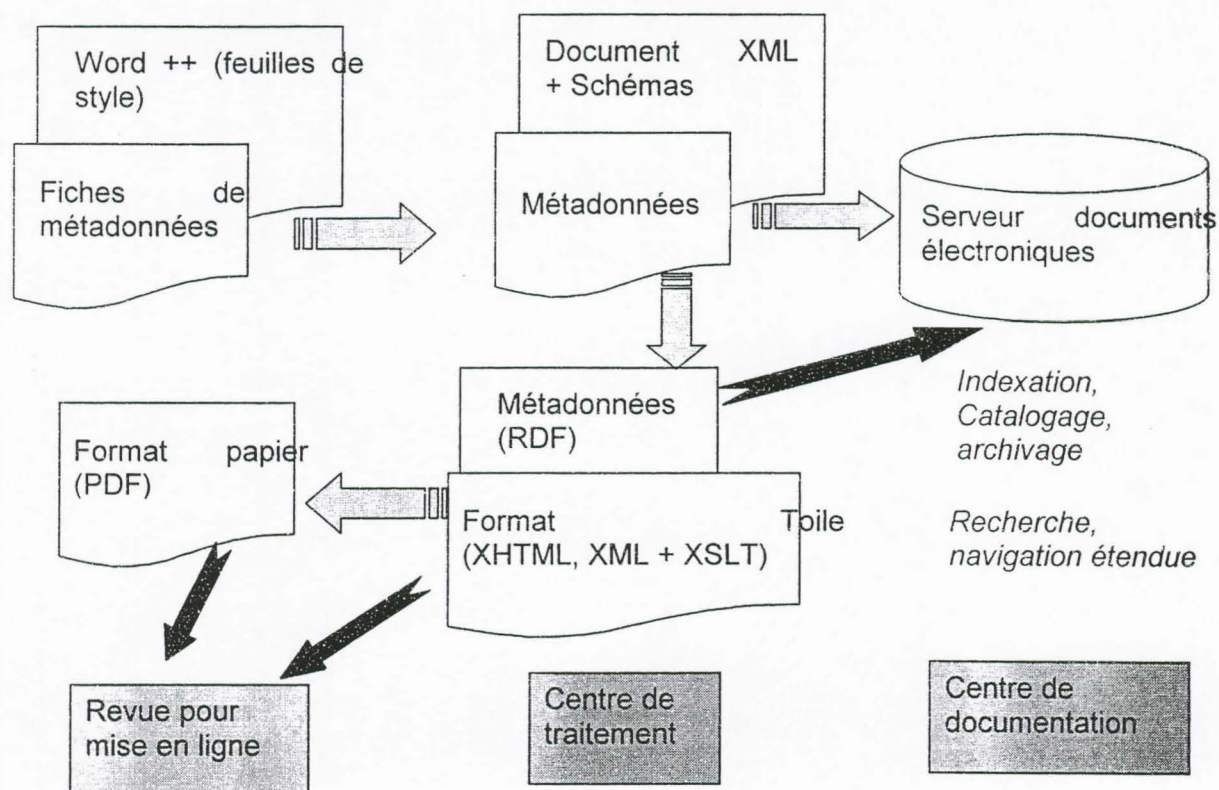 Word ++ (feuilles de
style)
Fiches de
métadonnées
Document XML
+ Schémas
Métadonnées
Serveur documents
électroniques
Métadonnées
(RDF)
Format papier
(PDF)
Format Toile
(XHTML, XML + XSLT)
Indexation,
Catalogage,
archivage
Recherche,
navigation étendue
Revue pour
mise en ligne
Centre de
traitement
Centre de
documentation